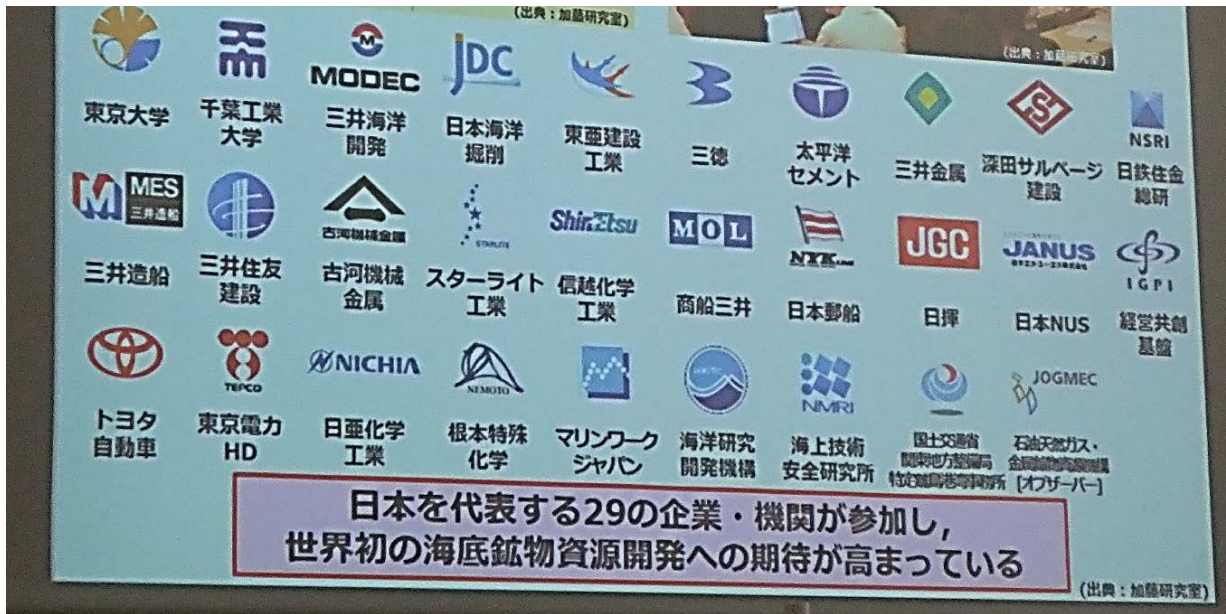 (出典：加藤研究室)
(出典：加藤研究室)
MODEC
JDC
NSRI
東京大学
千葉工業
大学
三井海洋
開発
日本海洋
掘削
東亜建設
工業
三徳
太平洋
セメント
三井金属
深田サルベージ
建設
日鉄住金
総研
MES
三井造船
古河機械金属
STARLITE
ShinEtsu
MOL
NYK LINE
JGC
JANUS
IGPI
三井造船
三井住友
建設
古河機械
金属
スターライト
工業
信越化学
工業
商船三井
日本郵船
日揮
日本NUS
経営共創
基盤
TEPCO
NICHIA
NEMOTO
NMRI
JOGMEC
トヨタ
自動車
東京電力
HD
日亜化学
工業
根本特殊
化学
マリンワーク
ジャパン
海洋研究
開発機構
海上技術
安全研究所
国土交通省
関東地方整備局
石油天然ガス・
[オブザーバー]
日本を代表する29の企業・機関が参加し,
世界初の海底鉱物資源開発への期待が高まっている
(出典：加藤研究室)